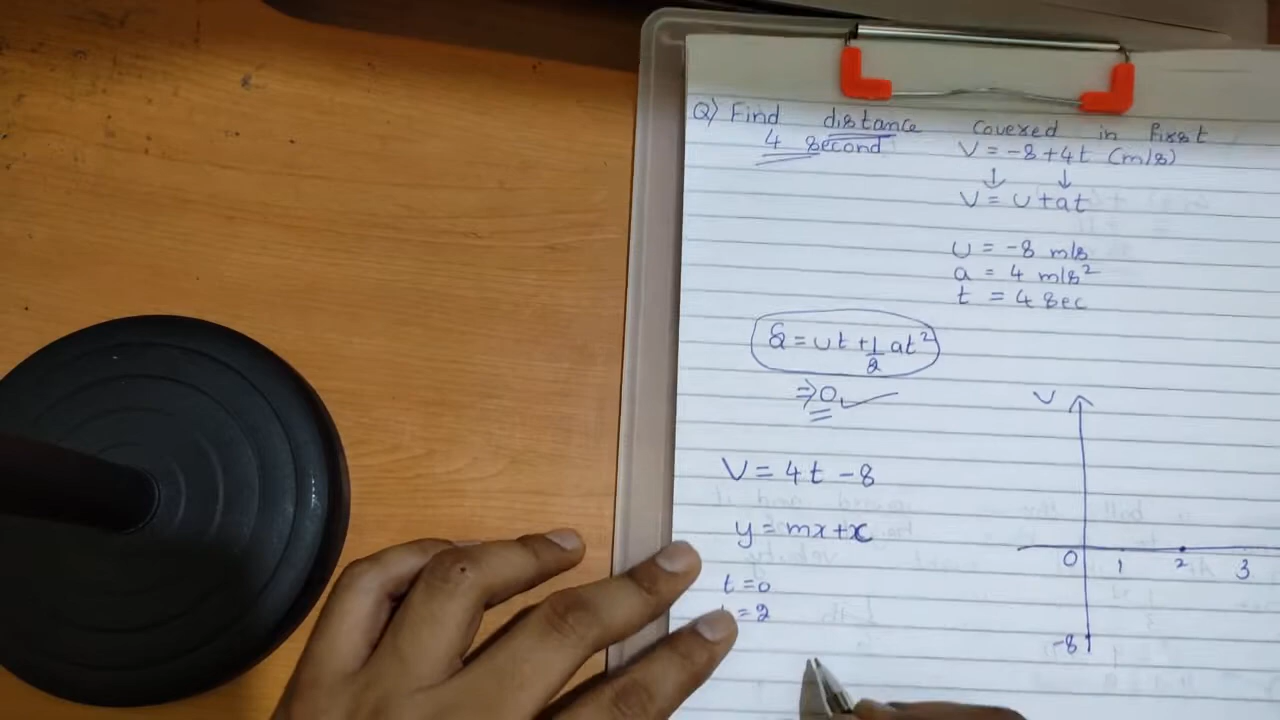 Q) Find distance covered in first
4 second
V = -8+4t (m/s)
↓ ↓
V = u+at
u = -8 m/s
a = 4 m/s²
t = 4 sec
S = ut + 1/2 at²
⇒ 0
V
V = 4t - 8
y = mx+c
0 1 2 3
t = 0
= 2
-8